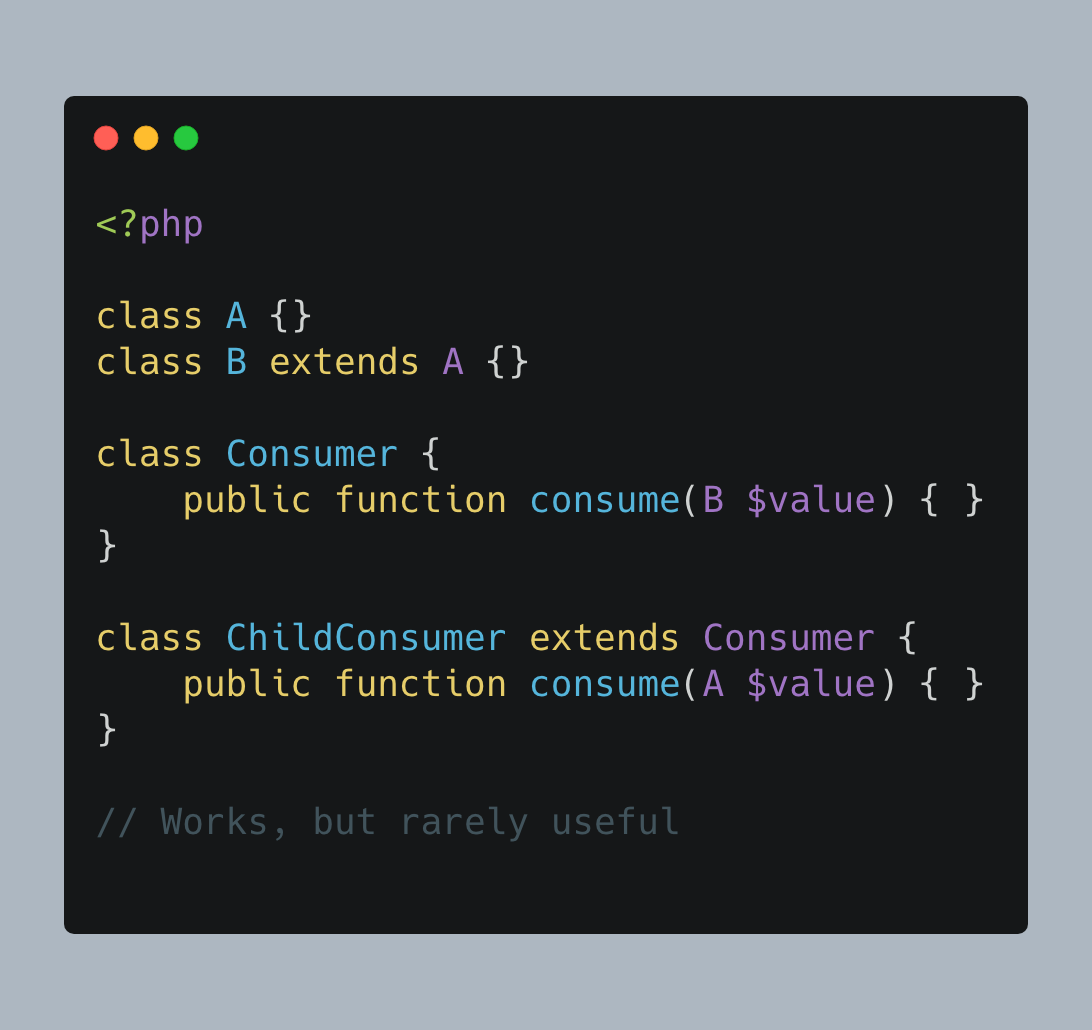 <?php
class A {}
class B extends A {}
class Consumer {
    public function consume(B $value) { }
}
class ChildConsumer extends Consumer {
    public function consume(A $value) { }
}
// Works, but rarely useful